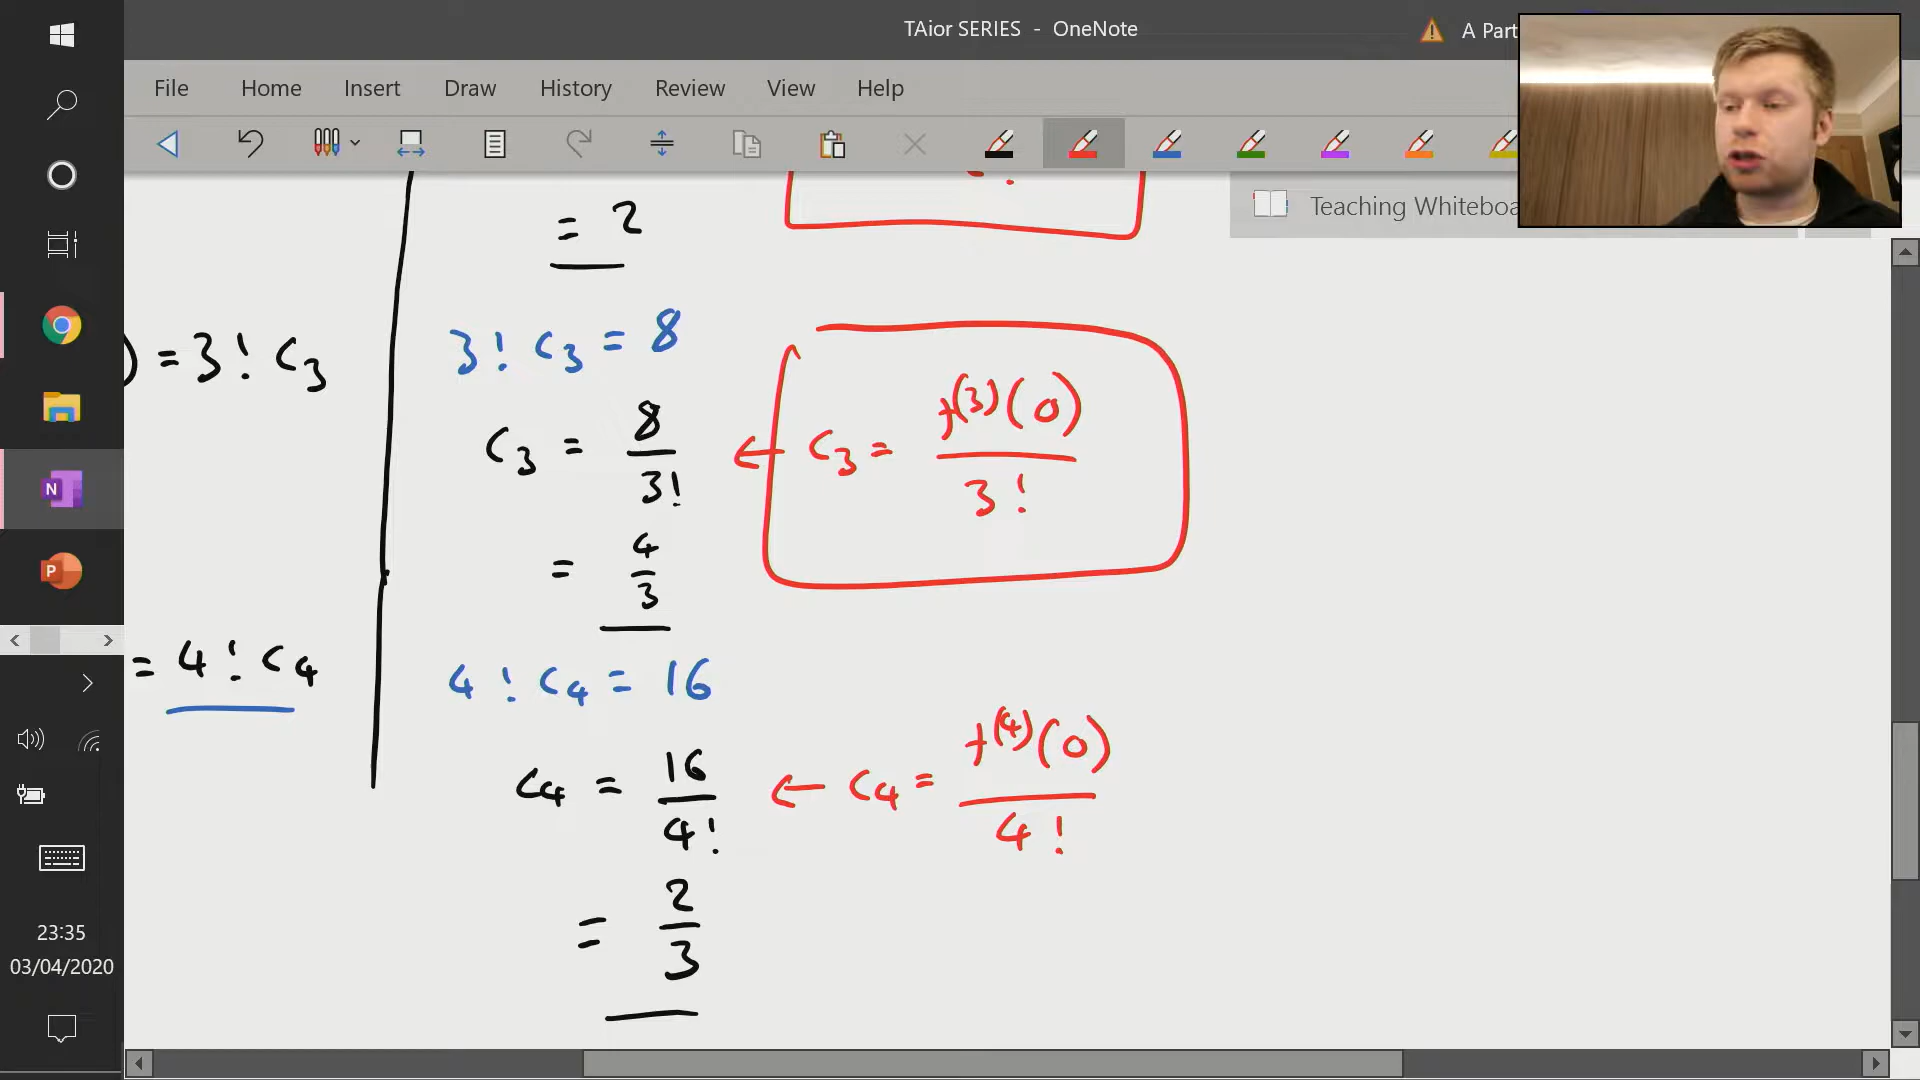 TAior SERIES - OneNote
A Part
File Home Insert Draw History Review View Help
Teaching Whiteboa
= 2
) = 3! C3
3! C3 = 8
C3 = 8/3! ← C3 = f(3)(0)/3!
= 4/3
= 4! C4
4! C4 = 16
C4 = 16/4! ← C4 = f(4)(0)/4!
= 2/3
N
P
23:35
03/04/2020